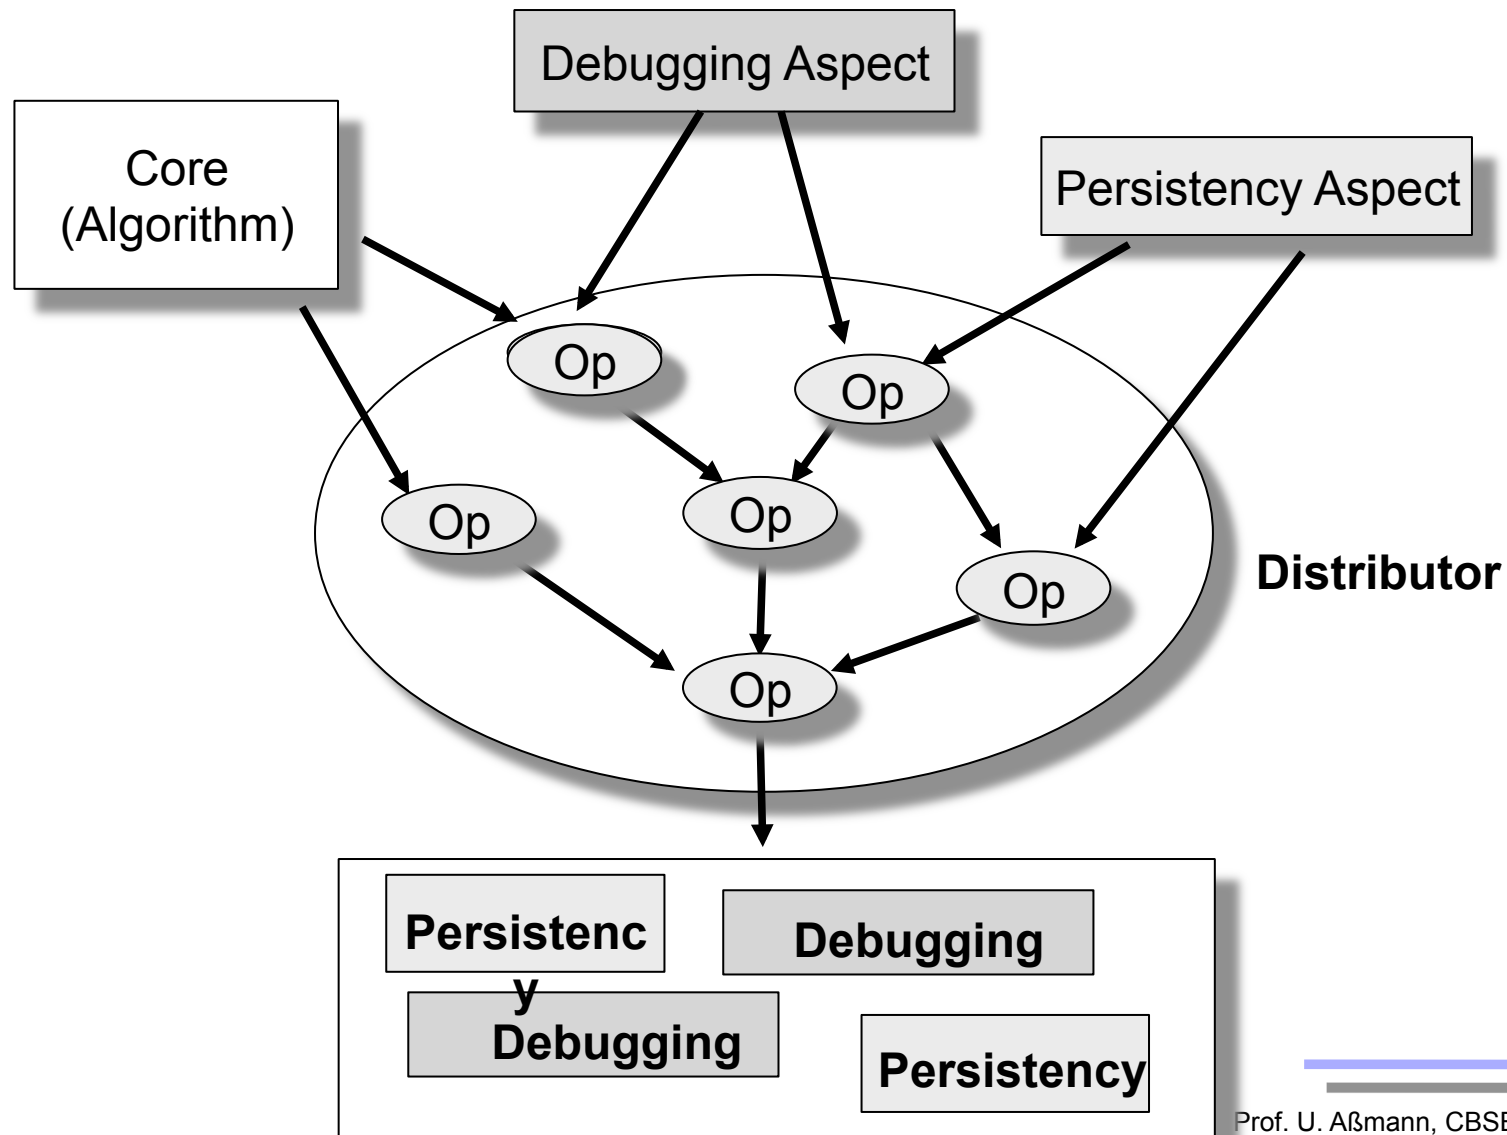 Debugging Aspect
Core
(Algorithm)
Persistency Aspect
Op
Op
Op
Op
Op
Op
Distributor
Persistenc
y
Debugging
Debugging
Persistency
Prof. U. Aßmann, CBSE